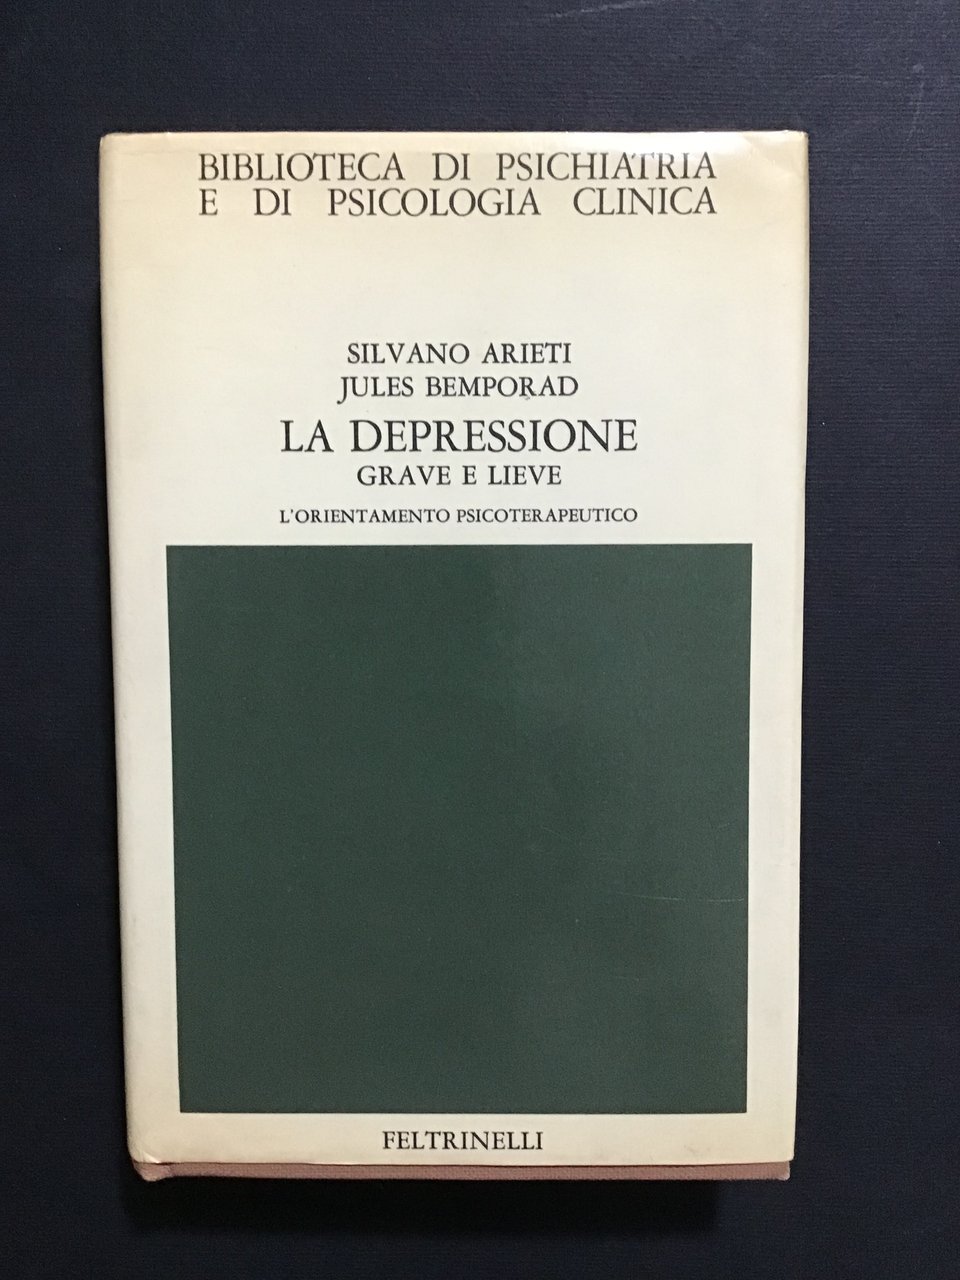 BIBLIOTECA DI PSICHIATRIA
E DI PSICOLOGIA CLINICA
SILVANO ARIETI
JULES BEMPORAD
LA DEPRESSIONE
GRAVE E LIEVE
L'ORIENTAMENTO PSICOTERAPEUTICO
FELTRINELLI